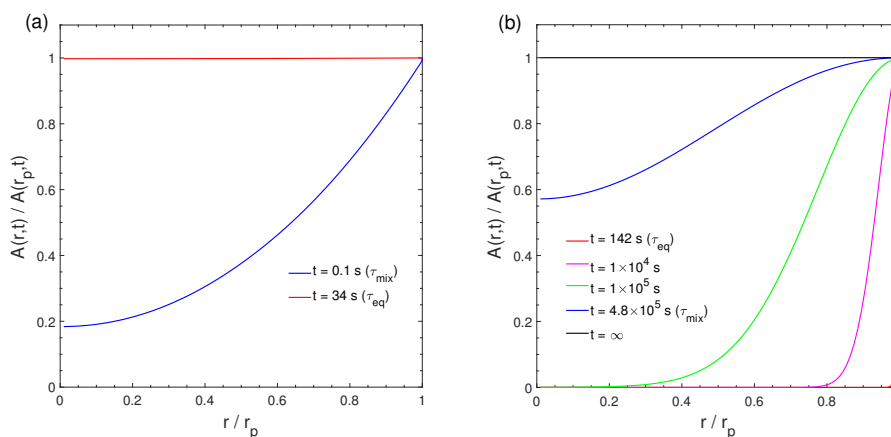 (a)
A(r,t) / A(r_p,t)
1
0.8
0.6
0.4
0.2
0
t = 0.1 s (τ_mix)
t = 34 s (τ_eq)
0 0.2 0.4 0.6 0.8 1
r / r_p
(b)
A(r,t) / A(r_p,t)
1
0.8
0.6
0.4
0.2
0
t = 142 s (τ_eq)
t = 1×10^4 s
t = 1×10^5 s
t = 4.8×10^5 s (τ_mix)
t = ∞
0 0.2 0.4 0.6 0.8
r / r_p